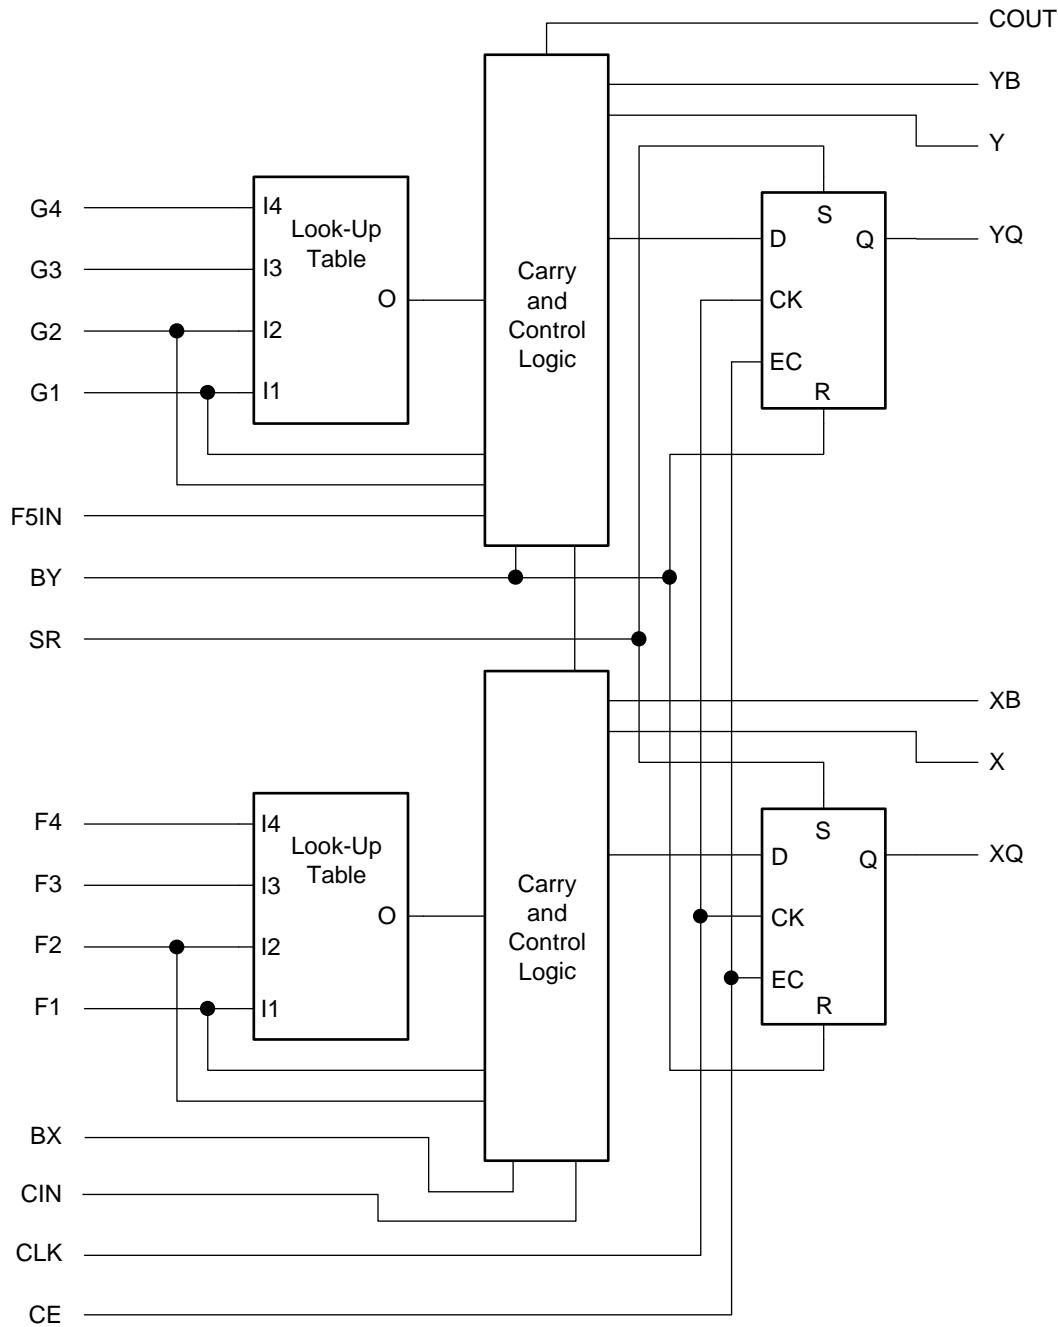 COUT
YB
Y
G4
G3
G2
G1
I4
I3
I2
I1
Look-Up
Table
O
Carry
and
Control
Logic
S
D
Q
CK
EC
R
YQ
F5IN
BY
SR
XB
X
F4
F3
F2
F1
I4
I3
I2
I1
Look-Up
Table
O
Carry
and
Control
Logic
S
D
Q
CK
EC
R
XQ
BX
CIN
CLK
CE